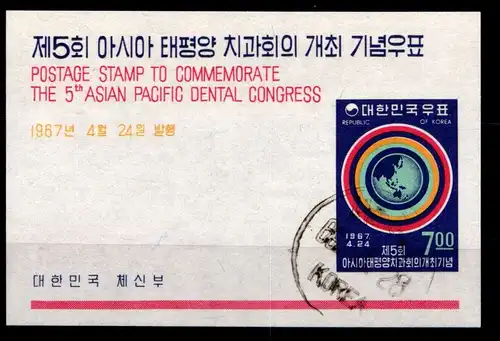 제5회 아시아 태평양 치과회의 개최 기념우표
POSTAGE STAMP TO COMMEMORATE
THE 5th ASIAN PACIFIC DENTAL CONGRESS
1967년 4월 24일 발행
대한민국우표
REPUBLIC OF KOREA
1967.
4.24
제5회
7.00
아시아태평양치과회의개최기념
KOREA
대한민국 체신부